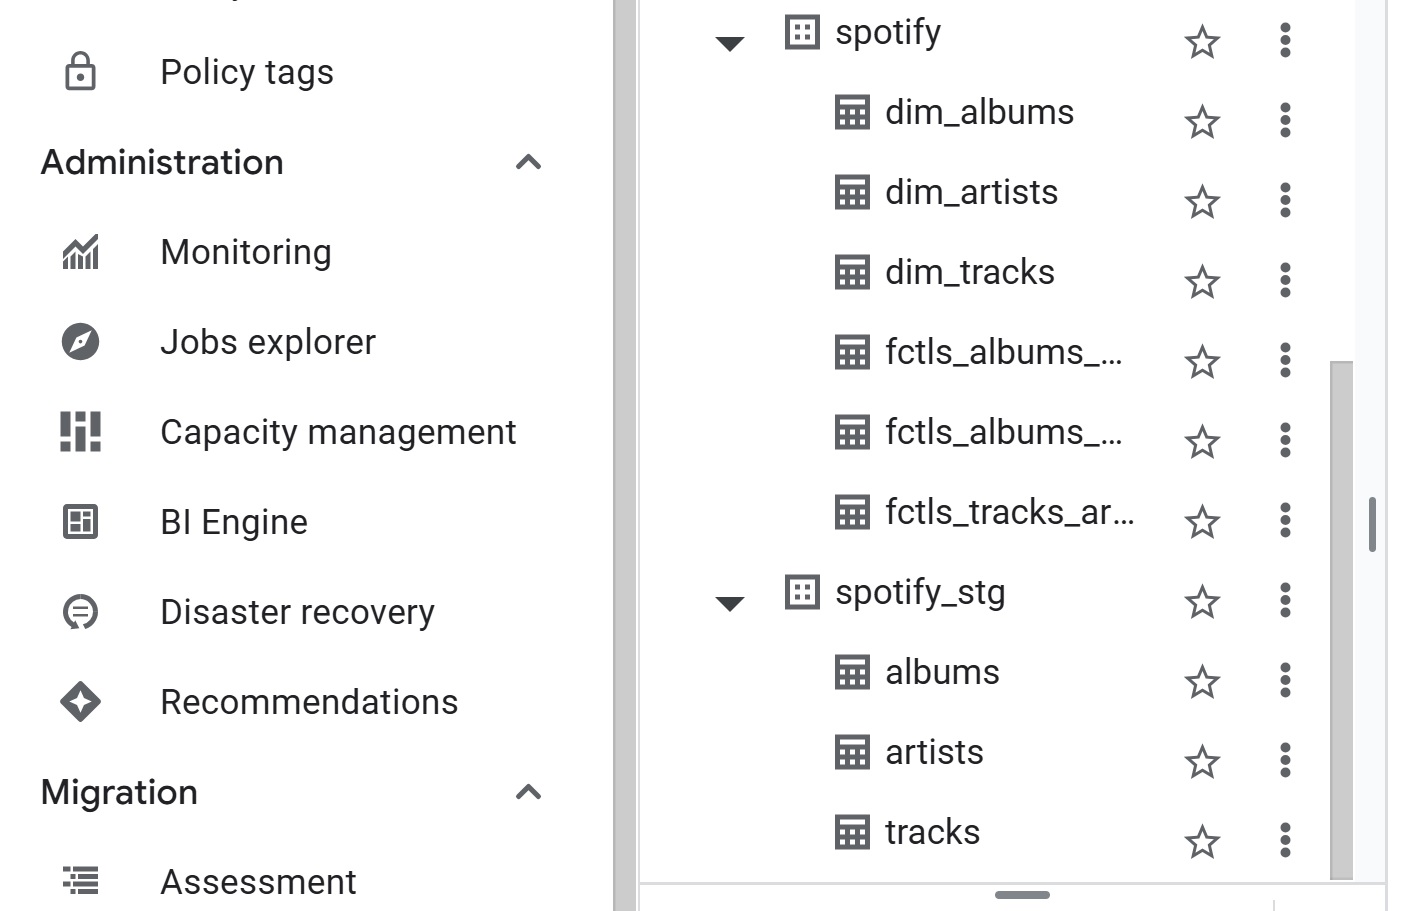 Policy tags
Administration
Monitoring
Jobs explorer
Capacity management
BI Engine
Disaster recovery
Recommendations
Migration
Assessment
spotify
dim_albums
dim_artists
dim_tracks
fctls_albums_...
fctls_albums_...
fctls_tracks_ar...
spotify_stg
albums
artists
tracks